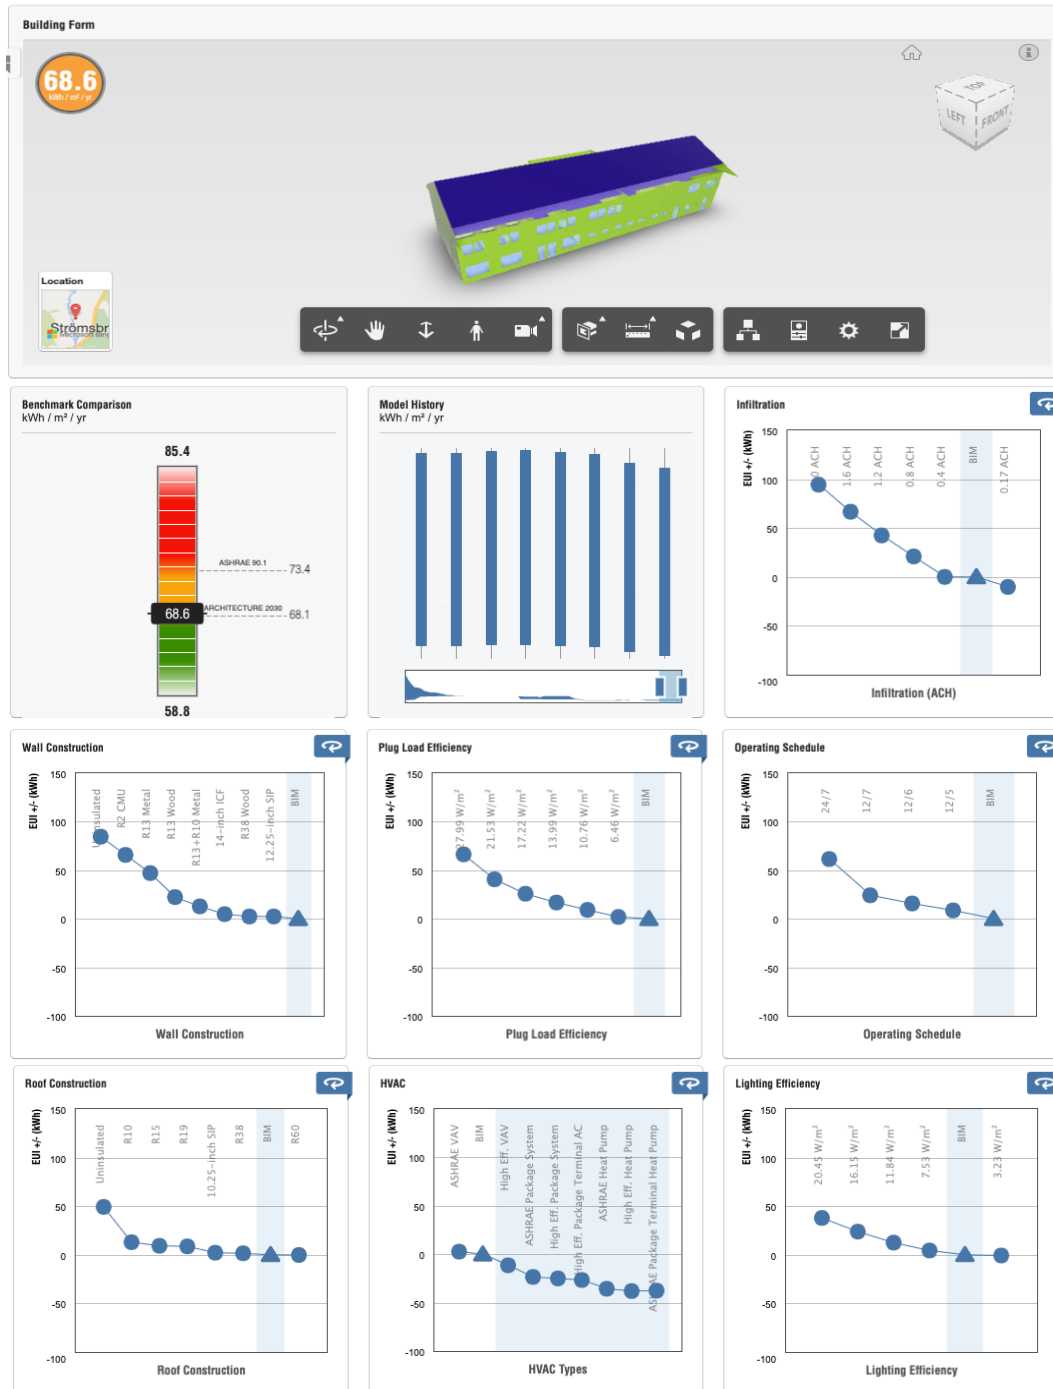 Building Form
68.6
kWh / m² / yr
TOP
LEFT
FRONT
Location
Strömsbr
Microsoft Bing
Benchmark Comparison
kWh / m² / yr
85.4
ASHRAE 90.1
73.4
68.6
ARCHITECTURE 2030
68.1
58.8
Model History
kWh / m² / yr
Infiltration
EUI +/- (kWh)
150
100
50
0
-50
-100
0 ACH
1.6 ACH
1.2 ACH
0.8 ACH
0.4 ACH
BIM
0.17 ACH
Infiltration (ACH)
Wall Construction
EUI +/- (kWh)
150
100
50
0
-50
-100
Uninsulated
R2 CMU
R13 Metal
R13 Wood
R13+R10 Metal
14-inch ICF
R38 Wood
12.25-inch SIP
BIM
Wall Construction
Plug Load Efficiency
EUI +/- (kWh)
150
100
50
0
-50
-100
27.99 W/m²
21.53 W/m²
17.22 W/m²
13.99 W/m²
10.76 W/m²
6.46 W/m²
BIM
Plug Load Efficiency
Operating Schedule
EUI +/- (kWh)
150
100
50
0
-50
-100
24/7
12/7
12/6
12/5
BIM
Operating Schedule
Roof Construction
EUI +/- (kWh)
150
100
50
0
-50
-100
Uninsulated
R10
R15
R19
10.25-inch SIP
R38
BIM
R60
Roof Construction
HVAC
EUI +/- (kWh)
150
100
50
0
-50
-100
ASHRAE VAV
BIM
High Eff. VAV
ASHRAE Package System
High Eff. Package System
High Eff. Package Terminal AC
ASHRAE Heat Pump
High Eff. Heat Pump
ASHRAE Package Terminal Heat Pump
HVAC Types
Lighting Efficiency
EUI +/- (kWh)
150
100
50
0
-50
-100
20.45 W/m²
16.15 W/m²
11.84 W/m²
7.53 W/m²
BIM
3.23 W/m²
Lighting Efficiency